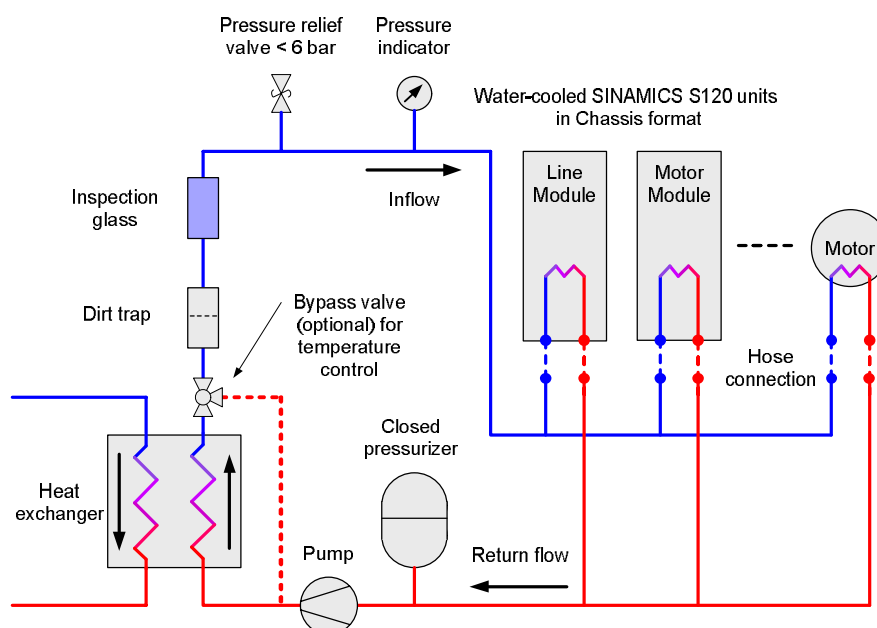 Pressure relief
valve < 6 bar
Pressure
indicator
Water-cooled SINAMICS S120 units
in Chassis format
Line
Module
Motor
Module
Inspection
glass
Inflow
Motor
Dirt trap
Bypass valve
(optional) for
temperature
control
Hose
connection
Closed
pressurizer
Heat
exchanger
Pump
Return flow